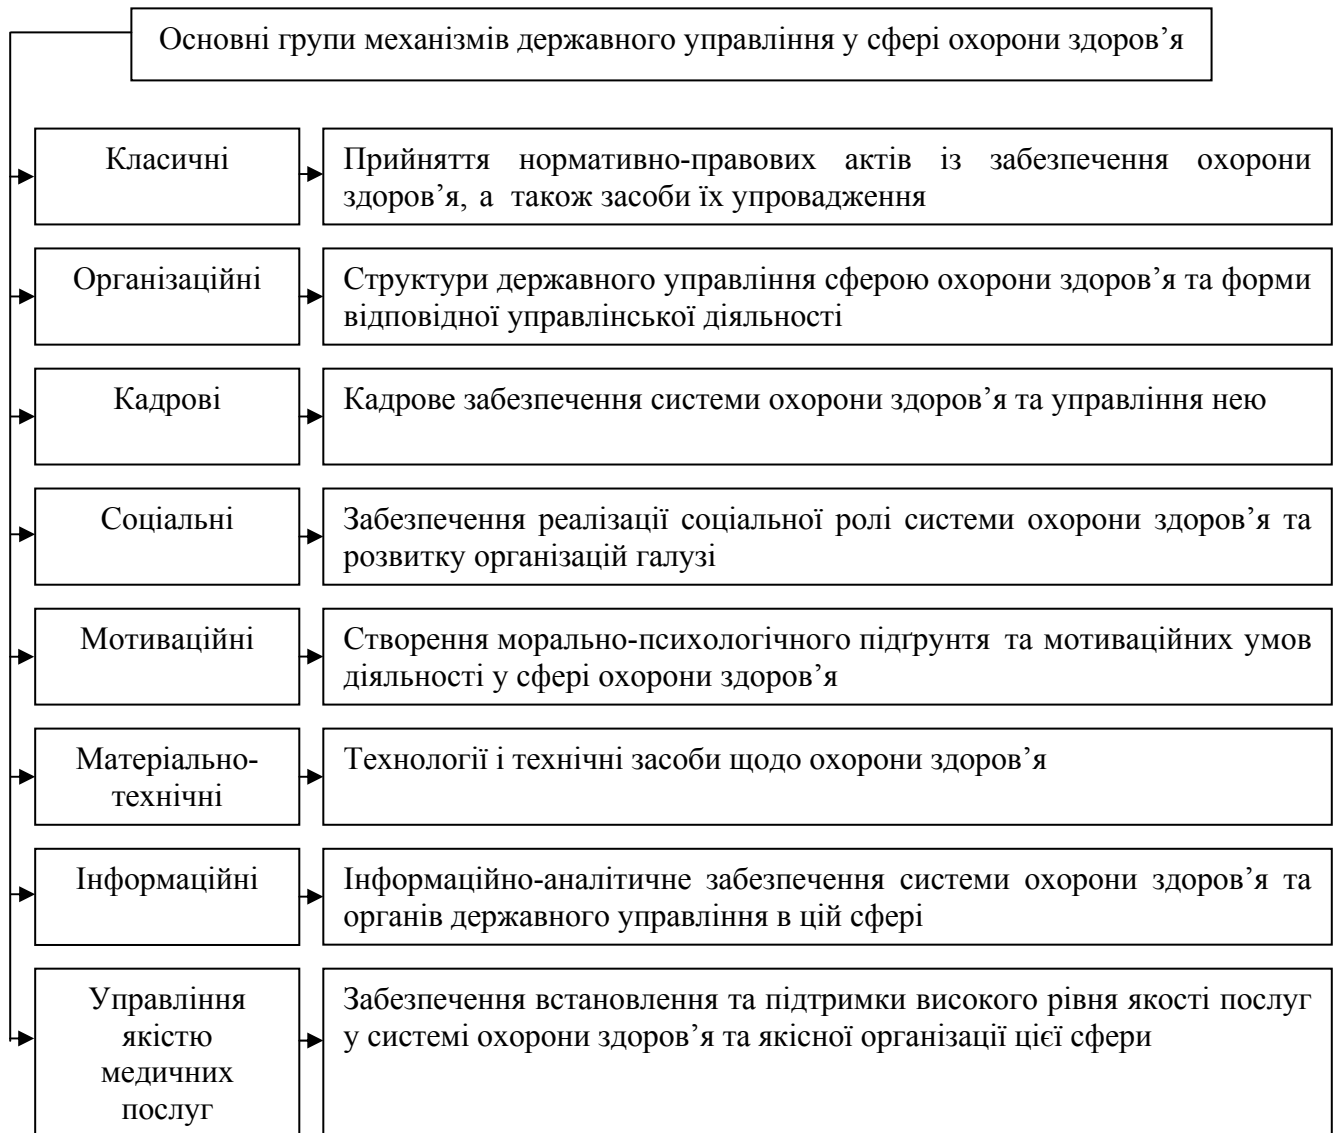 Основні групи механізмів державного управління у сфері охорони здоров’я
Класичні
Прийняття нормативно-правових актів із забезпечення охорони
здоров’я, а також засоби їх упровадження
Організаційні
Структури державного управління сферою охорони здоров’я та форми
відповідної управлінської діяльності
Кадрові
Кадрове забезпечення системи охорони здоров’я та управління нею
Соціальні
Забезпечення реалізації соціальної ролі системи охорони здоров’я та
розвитку організацій галузі
Мотиваційні
Створення морально-психологічного підґрунтя та мотиваційних умов
діяльності у сфері охорони здоров’я
Матеріально-
технічні
Технології і технічні засоби щодо охорони здоров’я
Інформаційні
Інформаційно-аналітичне забезпечення системи охорони здоров’я та
органів державного управління в цій сфері
Управління
якістю
медичних
послуг
Забезпечення встановлення та підтримки високого рівня якості послуг
у системі охорони здоров’я та якісної організації цієї сфери